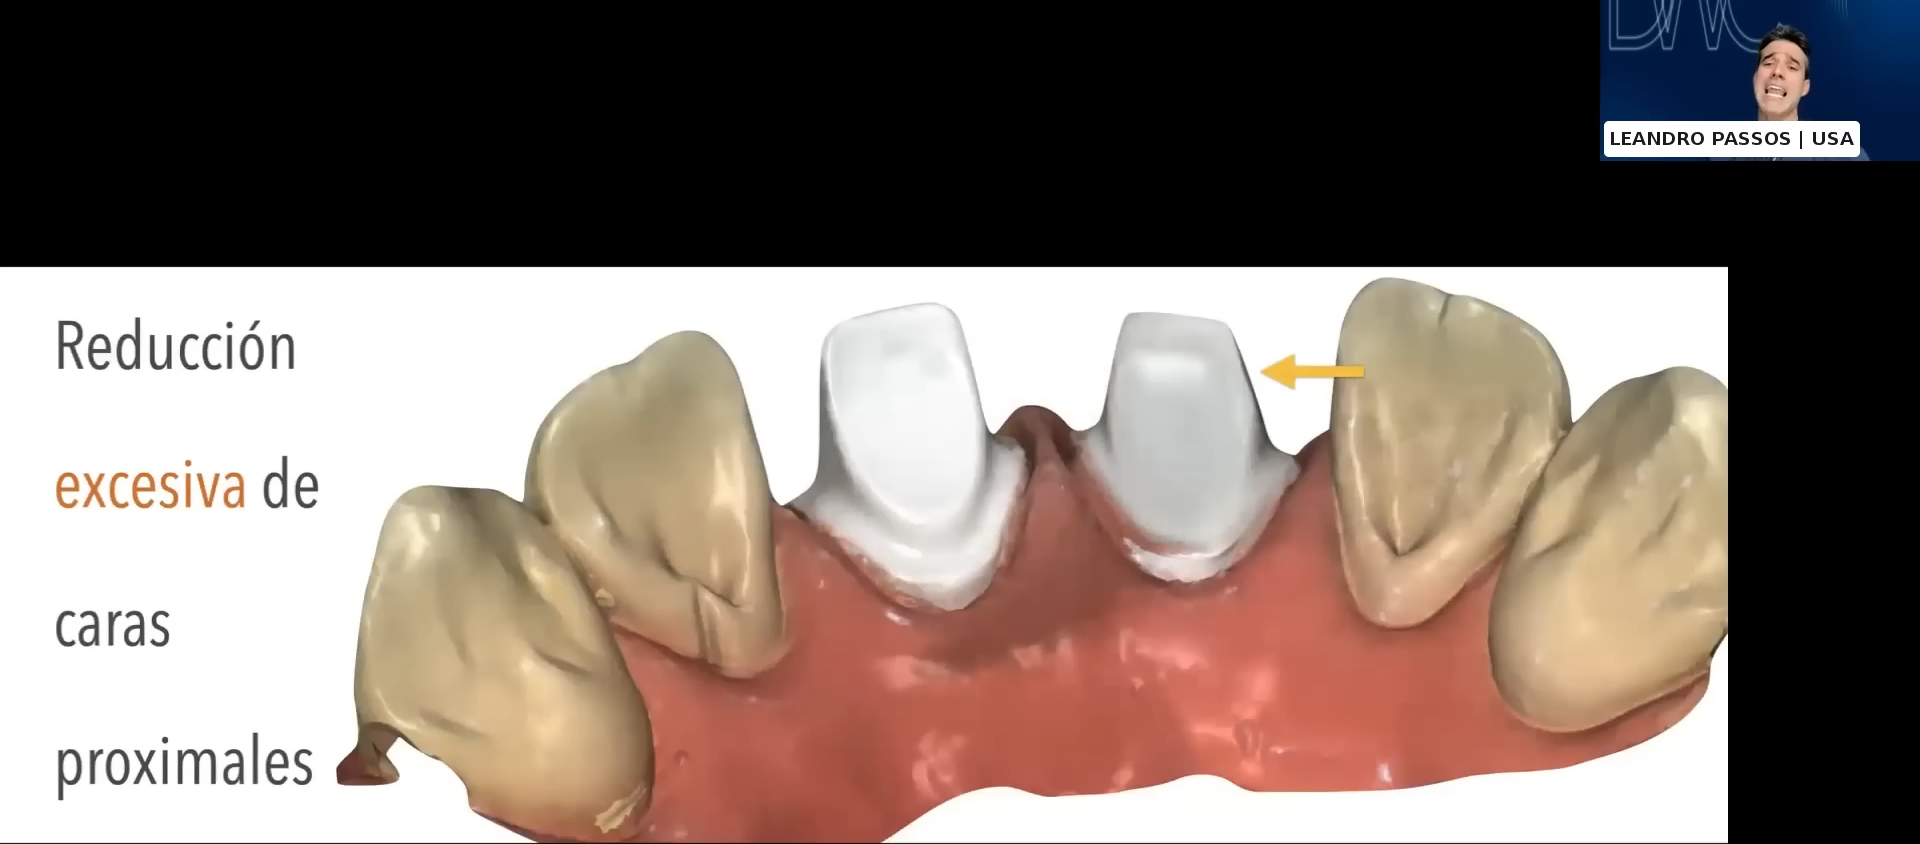 LEANDRO PASSOS | USA
Reducción
excesiva de
caras
proximales